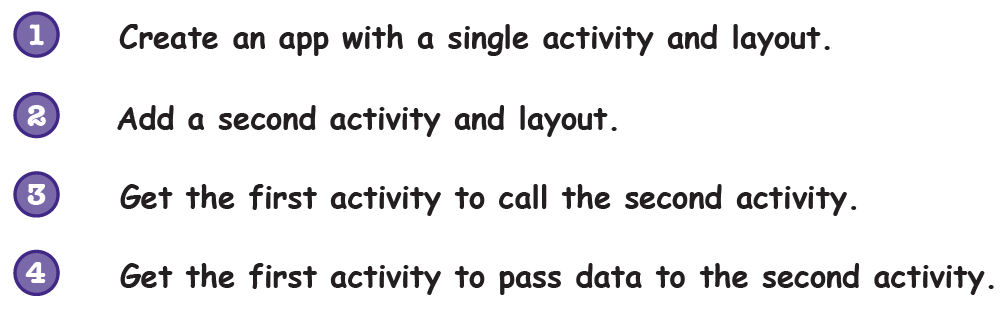 1 Create an app with a single activity and layout.
2 Add a second activity and layout.
3 Get the first activity to call the second activity.
4 Get the first activity to pass data to the second activity.